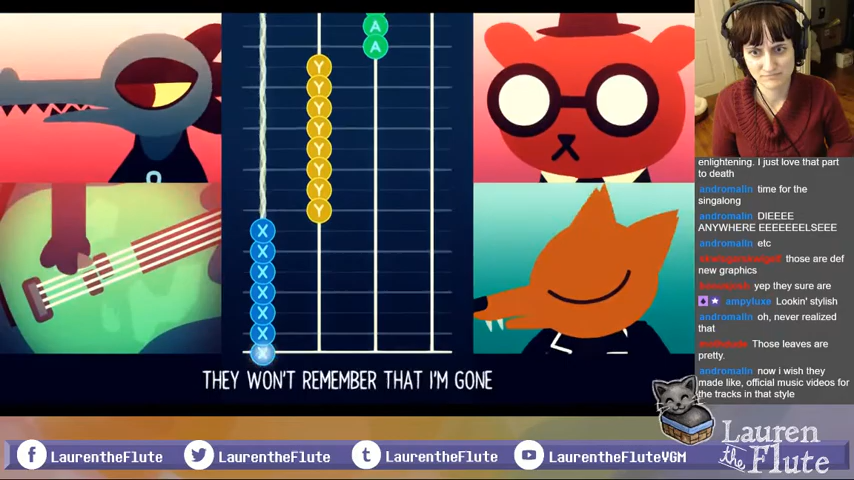 A
A
Y
Y
Y
Y
Y
Y
Y
Y
X
X
X
X
X
X
X
THEY WON'T REMEMBER THAT I'M GONE
enlightening. I just love that part
to death
andromalin time for the
singalong
andromalin DIEEEE
ANYWHERE EEEEEEELSEEE
andromalin etc
those are def
new graphics
yep they sure are
ampyluxe Lookin' stylish
andromalin oh, never realized
that
Those leaves are
pretty.
andromalin now i wish they
made like, official music videos for
the tracks in that style
LaurentheFlute
LaurentheFlute
LaurentheFlute
LaurentheFluteVGM
Lauren
the Flute